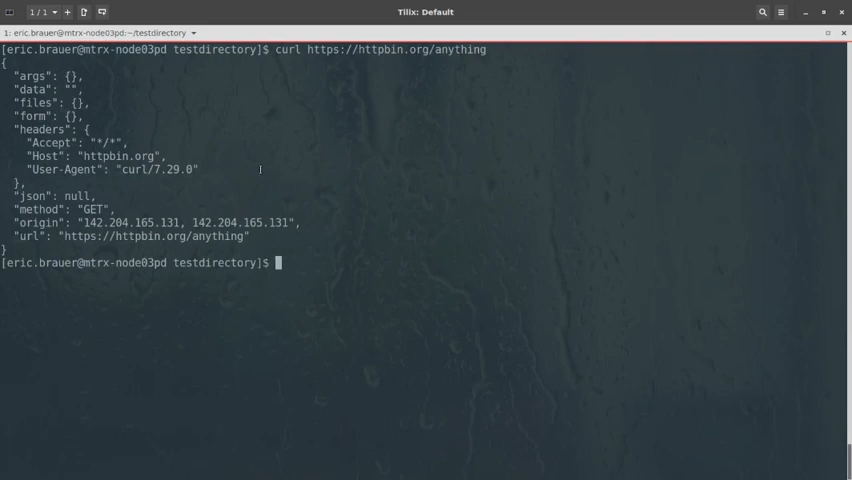 1 / 1
Tilix: Default
1: eric.brauer@mtrx-node03pd:~/testdirectory
[eric.brauer@mtrx-node03pd testdirectory]$ curl https://httpbin.org/anything
{
  "args": {},
  "data": "",
  "files": {},
  "form": {},
  "headers": {
    "Accept": "*/*",
    "Host": "httpbin.org",
    "User-Agent": "curl/7.29.0"
  },
  "json": null,
  "method": "GET",
  "origin": "142.204.165.131, 142.204.165.131",
  "url": "https://httpbin.org/anything"
}
[eric.brauer@mtrx-node03pd testdirectory]$